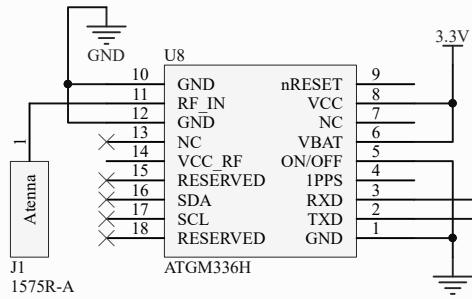 GND
3.3V
U8
10 GND nRESET 9
11 RF_IN VCC 8
12 GND NC 7
13 NC VBAT 6
14 VCC_RF ON/OFF 5
15 RESERVED 1PPS 4
16 SDA RXD 3
17 SCL TXD 2
18 RESERVED GND 1
ATGM336H
1
Atenna
J1
1575R-A